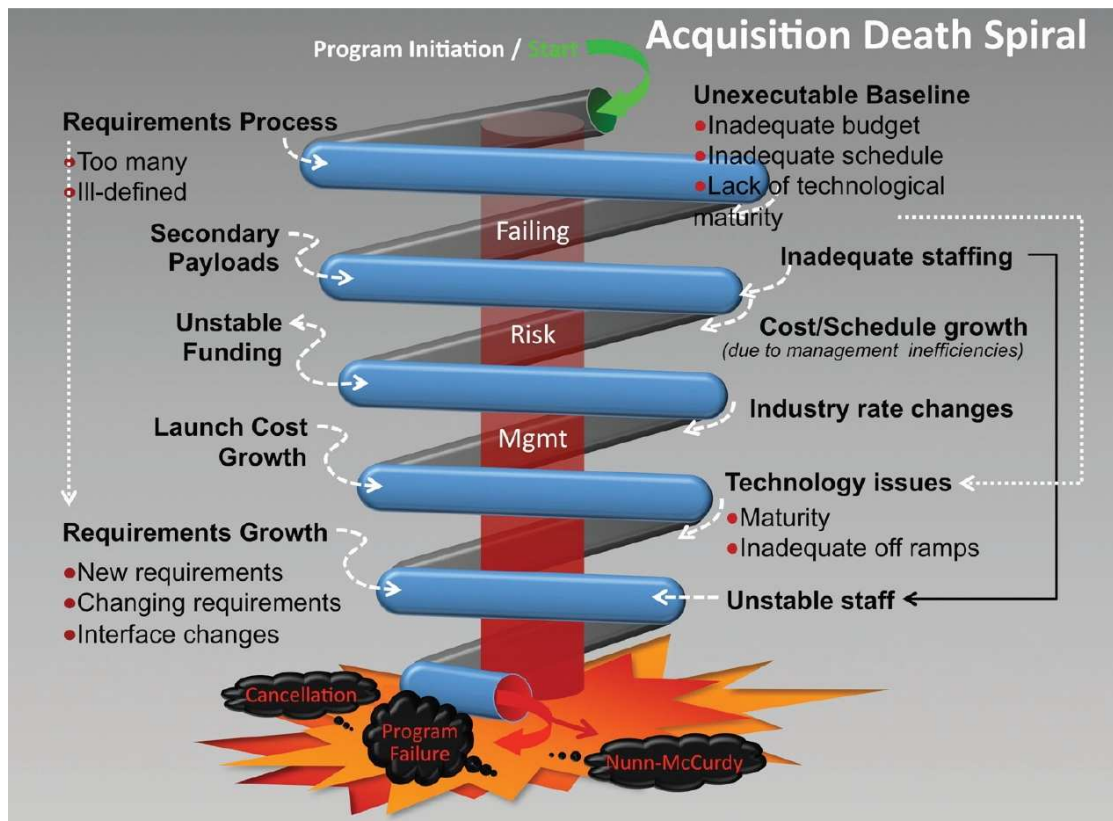 Acquisition Death Spiral
Program Initiation / Start
Requirements Process
•Too many
•Ill-defined
Unexecutable Baseline
•Inadequate budget
•Inadequate schedule
•Lack of technological
maturity
Failing
Secondary
Payloads
Inadequate staffing
Unstable
Funding
Risk
Cost/Schedule growth
(due to management inefficiencies)
Industry rate changes
Launch Cost
Growth
Mgmt
Technology issues
•Maturity
•Inadequate off ramps
Requirements Growth
•New requirements
•Changing requirements
•Interface changes
Unstable staff
Cancellation
Program
Failure
Nunn-McCurdy